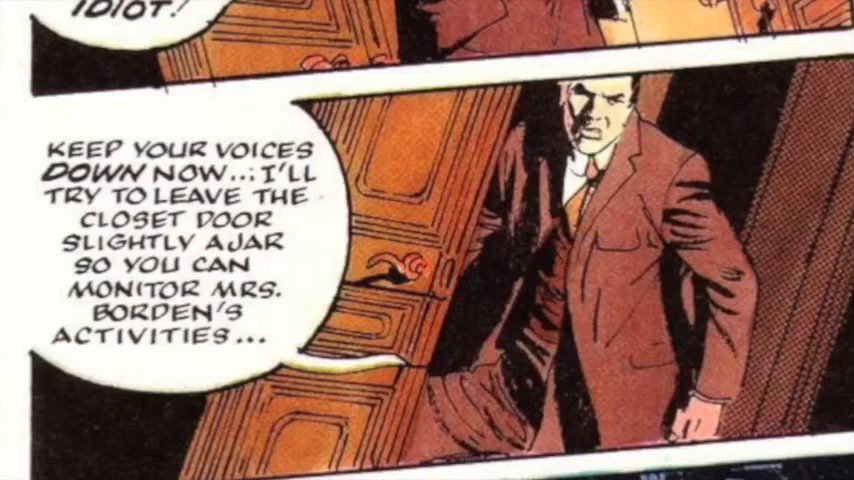 IDIOT!
KEEP YOUR VOICES
DOWN NOW...I'LL
TRY TO LEAVE THE
CLOSET DOOR
SLIGHTLY AJAR
SO YOU CAN
MONITOR MRS.
BORDEN'S
ACTIVITIES...